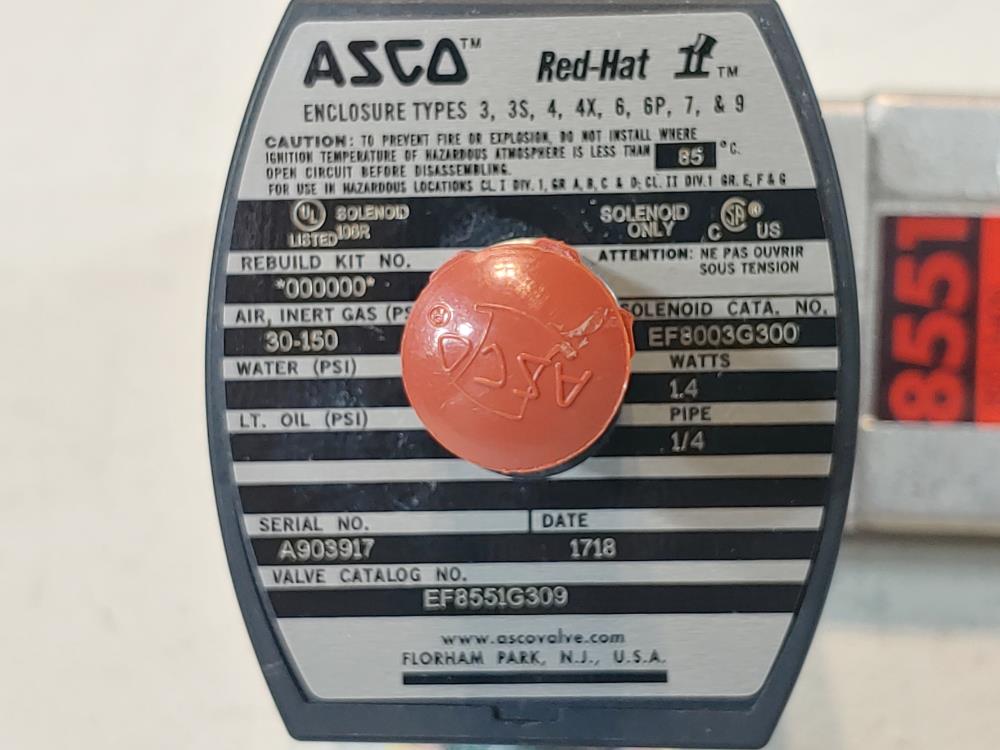 ASCO™ Red-Hat II™
ENCLOSURE TYPES 3, 3S, 4, 4X, 6, 6P, 7, & 9
CAUTION: TO PREVENT FIRE OR EXPLOSION, DO NOT INSTALL WHERE
IGNITION TEMPERATURE OF HAZARDOUS ATMOSPHERE IS LESS THAN 85 °C.
OPEN CIRCUIT BEFORE DISASSEMBLING.
FOR USE IN HAZARDOUS LOCATIONS CL I DIV. 1, GR A, B, C & D; CL. II DIV. 1 GR. E, F & G
UL ® SOLENOID
LISTED 106R
SOLENOID
ONLY C SA ® US
REBUILD KIT NO.
*000000*
ATTENTION: NE PAS OUVRIR
SOUS TENSION
AIR, INERT GAS (PS
30-150
OLENOID CATA. NO.
EF8003G300
WATER (PSI)
WATTS
1.4
LT. OIL (PSI)
PIPE
1/4
ASCO ®
SERIAL NO. DATE
A903917 1718
VALVE CATALOG NO.
EF8551G309
www.ascovalve.com
FLORHAM PARK, N.J., U.S.A.
8551